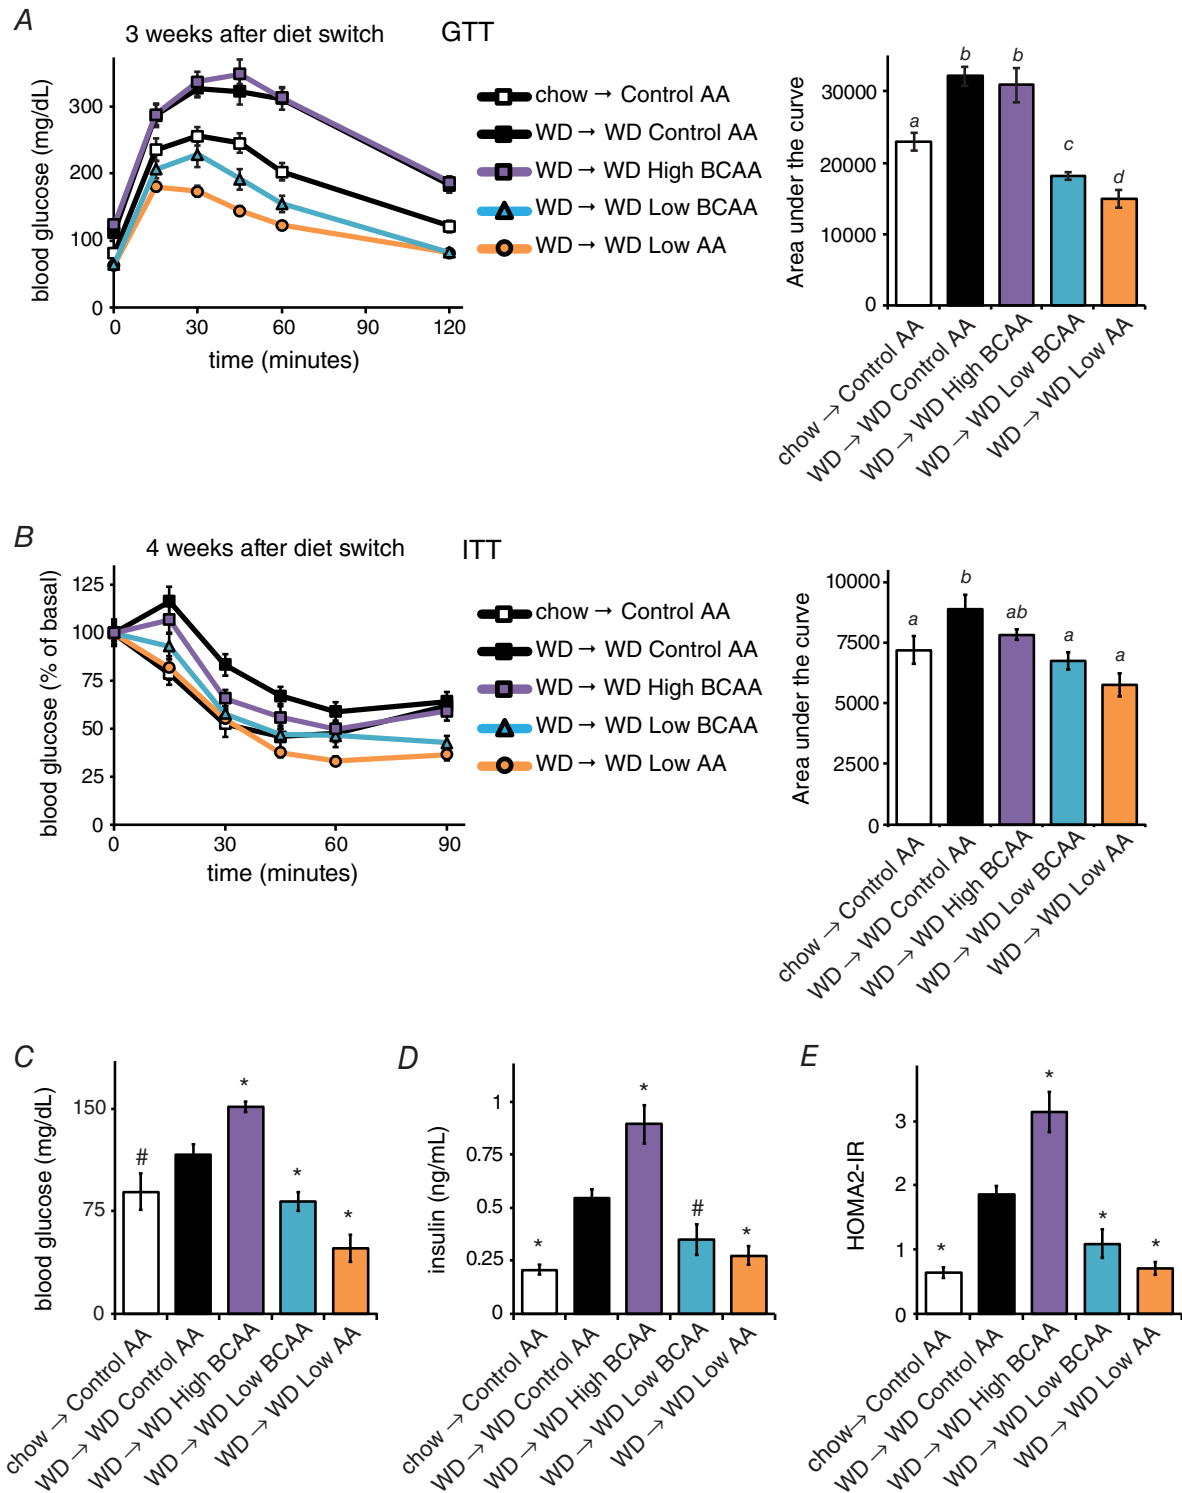 A
3 weeks after diet switch
GTT
blood glucose (mg/dL)
300
200
100
0
0
30
60
90
120
time (minutes)
chow → Control AA
WD → WD Control AA
WD → WD High BCAA
WD → WD Low BCAA
WD → WD Low AA
Area under the curve
30000
20000
10000
0
a
b
b
c
d
chow → Control AA
WD → WD Control AA
WD → WD High BCAA
WD → WD Low BCAA
WD → WD Low AA
B
4 weeks after diet switch
ITT
blood glucose (% of basal)
125
100
75
50
25
0
0
30
60
90
time (minutes)
chow → Control AA
WD → WD Control AA
WD → WD High BCAA
WD → WD Low BCAA
WD → WD Low AA
Area under the curve
10000
7500
5000
2500
0
a
b
ab
a
a
chow → Control AA
WD → WD Control AA
WD → WD High BCAA
WD → WD Low BCAA
WD → WD Low AA
C
blood glucose (mg/dL)
150
75
0
#
*
*
*
chow → Control AA
WD → WD Control AA
WD → WD High BCAA
WD → WD Low BCAA
WD → WD Low AA
D
insulin (ng/mL)
1
0.75
0.5
0.25
0
*
*
#
*
chow → Control AA
WD → WD Control AA
WD → WD High BCAA
WD → WD Low BCAA
WD → WD Low AA
E
HOMA2-IR
3
2
1
0
*
*
*
*
chow → Control AA
WD → WD Control AA
WD → WD High BCAA
WD → WD Low BCAA
WD → WD Low AA